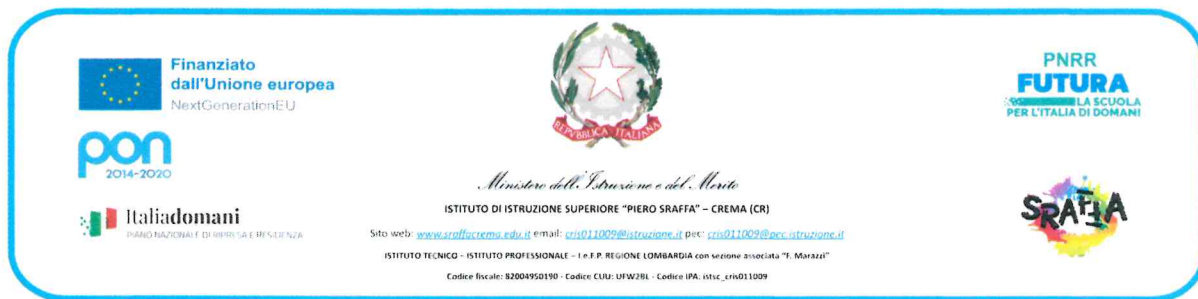 Finanziato
dall'Unione europea
NextGenerationEU
pon
2014-2020
Italiadomani
PIANO NAZIONALE DI RIPRESA E RESILIENZA
REPVBBLICA ITALIANA
Ministero dell'Istruzione e del Merito
ISTITUTO DI ISTRUZIONE SUPERIORE "PIERO SRAFFA" – CREMA (CR)
Sito web: www.sraffacrema.edu.it email: cris011009@istruzione.it pec: cris011009@pec.istruzione.it
ISTITUTO TECNICO – ISTITUTO PROFESSIONALE – I.e.F.P. REGIONE LOMBARDIA con sezione associata "F. Marazzi"
Codice fiscale: 82004950190 - Codice CUU: UFW2BL - Codice IPA: istsc_cris011009
PNRR
FUTURA
LA SCUOLA
PER L'ITALIA DI DOMANI
SRAFFA